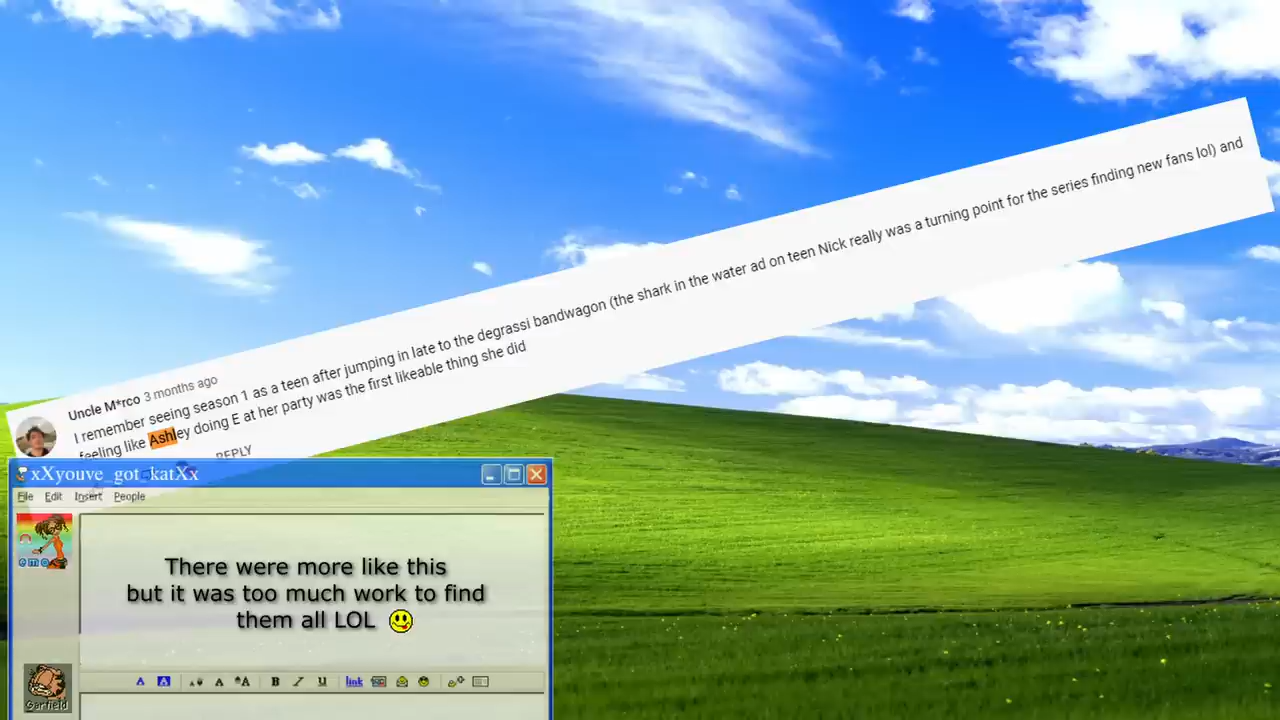 Uncle M*rco 3 months ago
I remember seeing season 1 as a teen after jumping in late to the degrassi bandwagon (the shark in the water ad on teen Nick really was a turning point for the series finding new fans lol) and
feeling like Ashley doing E at her party was the first likeable thing she did
REPLY
xXyouve_got_katXx
File Edit Insert People
emo
There were more like this
but it was too much work to find
them all LOL
A A A A A B I U link
Garfield